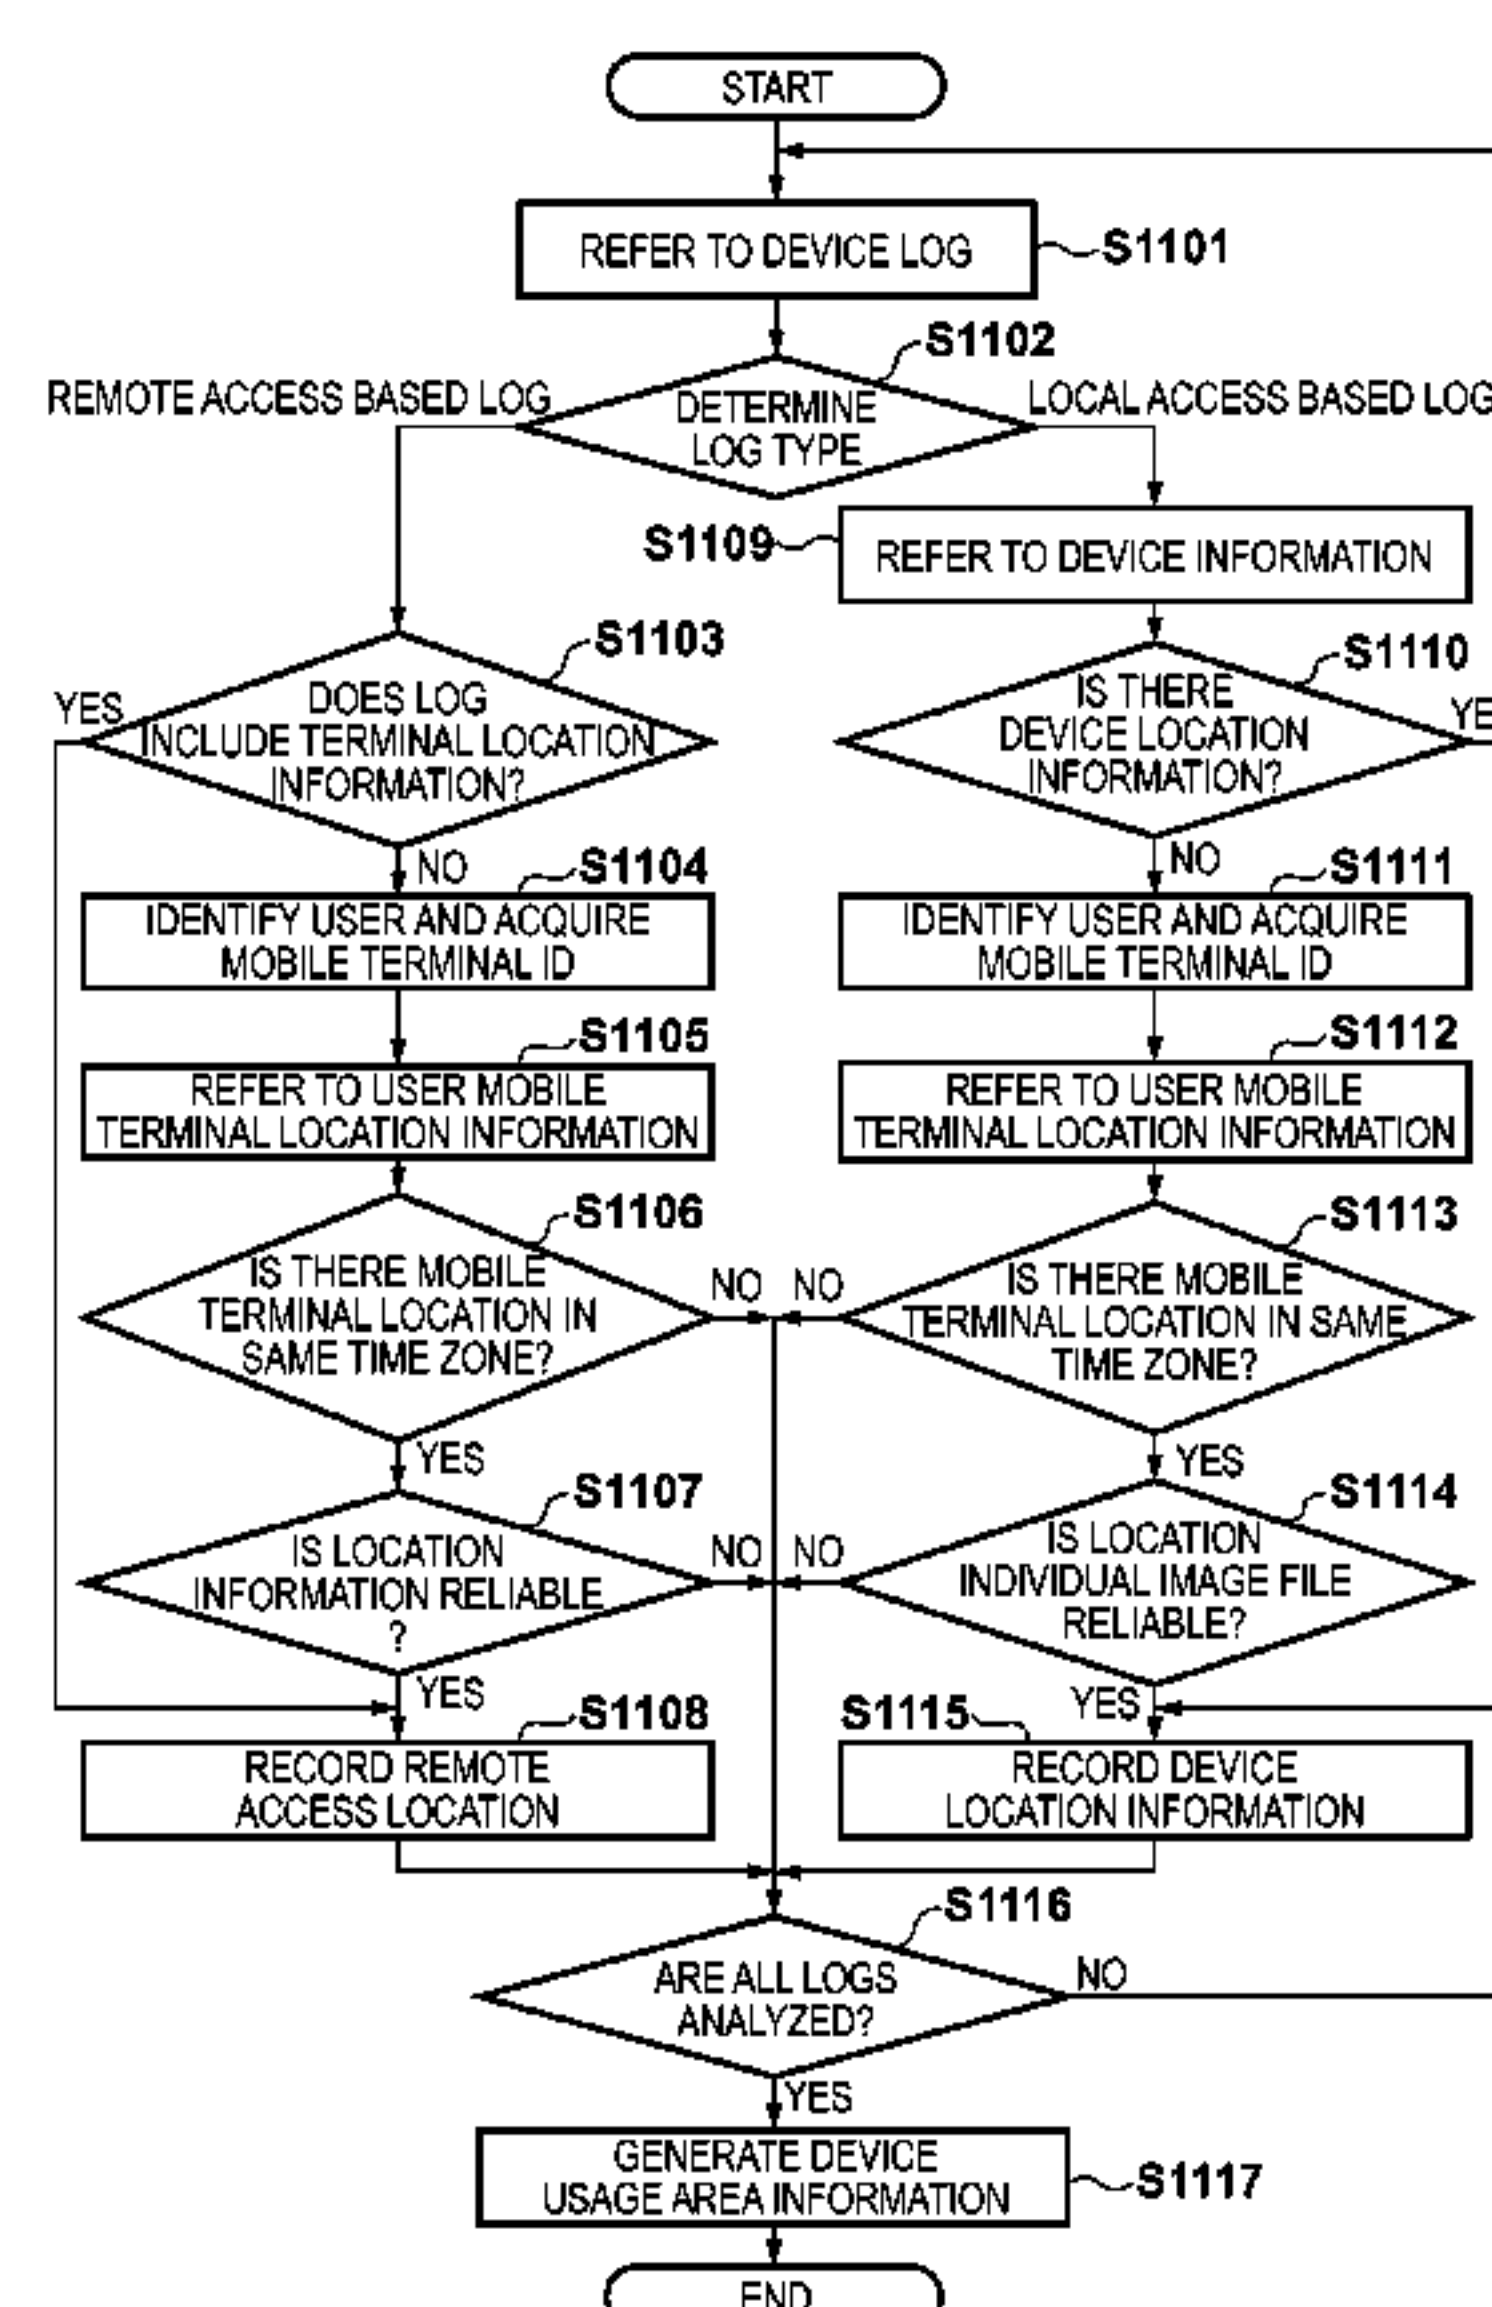 START
REFER TO DEVICE LOG
S1101
S1102
REMOTE ACCESS BASED LOG
DETERMINE
LOG TYPE
LOCAL ACCESS BASED LOG
S1109
REFER TO DEVICE INFORMATION
S1103
YES
DOES LOG
INCLUDE TERMINAL LOCATION
INFORMATION?
NO
S1110
IS THERE
DEVICE LOCATION
INFORMATION?
YE
NO
S1104
IDENTIFY USER AND ACQUIRE
MOBILE TERMINAL ID
S1111
IDENTIFY USER AND ACQUIRE
MOBILE TERMINAL ID
S1105
REFER TO USER MOBILE
TERMINAL LOCATION INFORMATION
S1112
REFER TO USER MOBILE
TERMINAL LOCATION INFORMATION
S1106
IS THERE MOBILE
TERMINAL LOCATION IN
SAME TIME ZONE?
NO
YES
S1113
NO
IS THERE MOBILE
TERMINAL LOCATION IN SAME
TIME ZONE?
YES
S1107
IS LOCATION
INFORMATION RELIABLE
?
NO
YES
S1114
NO
IS LOCATION
INDIVIDUAL IMAGE FILE
RELIABLE?
YES
S1108
RECORD REMOTE
ACCESS LOCATION
S1115
RECORD DEVICE
LOCATION INFORMATION
S1116
ARE ALL LOGS
ANALYZED?
NO
YES
GENERATE DEVICE
USAGE AREA INFORMATION
S1117
END